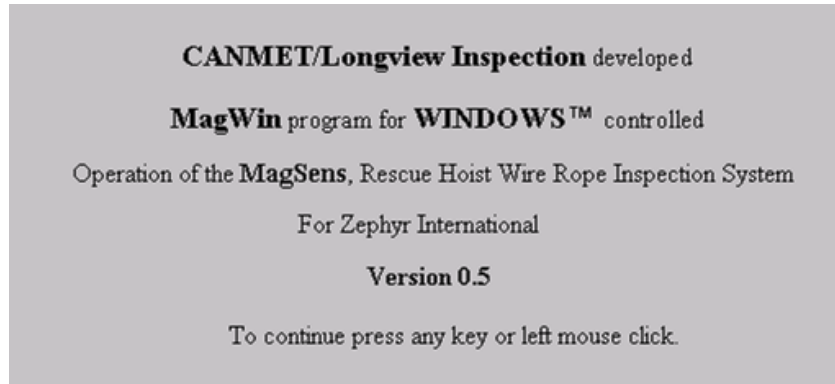 CANMET/Longview Inspection developed
MagWin program for WINDOWS™ controlled
Operation of the MagSens, Rescue Hoist Wire Rope Inspection System
For Zephyr International
Version 0.5
To continue press any key or left mouse click.